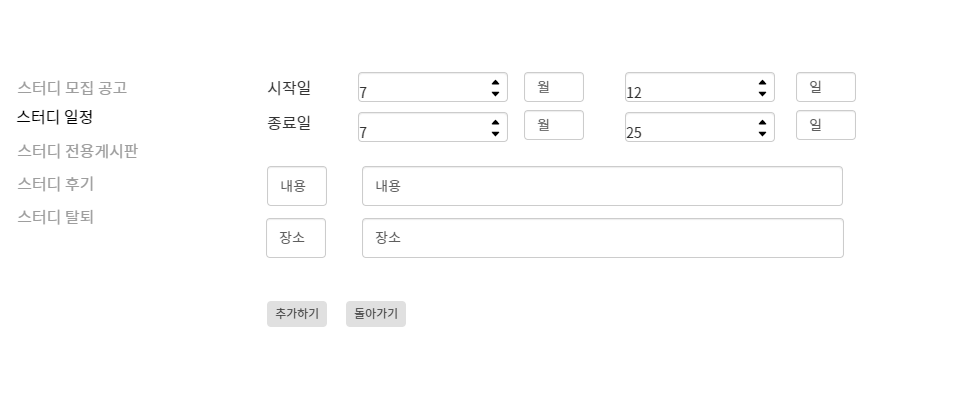 스터디 모집 공고
스터디 일정
스터디 전용게시판
스터디 후기
스터디 탈퇴
시작일 7 월 12 일
종료일 7 월 25 일
내용 내용
장소 장소
추가하기 돌아가기